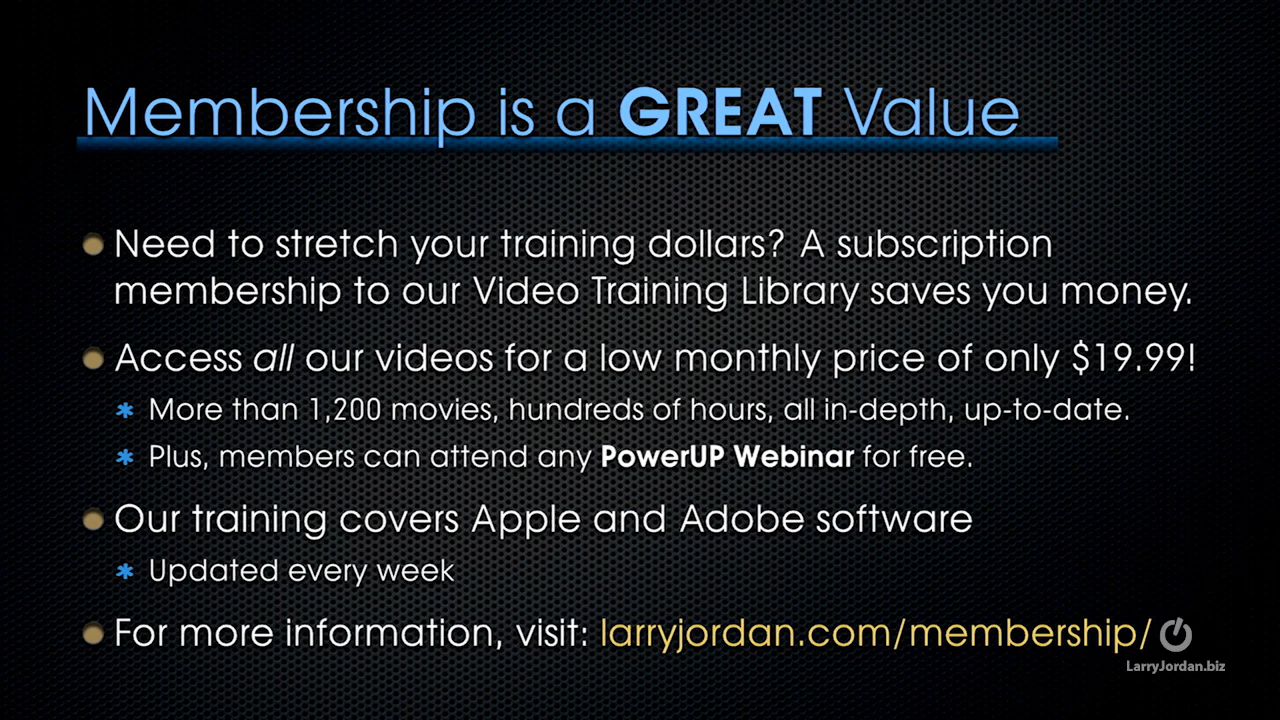 Membership is a GREAT Value
Need to stretch your training dollars? A subscription
membership to our Video Training Library saves you money.
Access all our videos for a low monthly price of only $19.99!
More than 1,200 movies, hundreds of hours, all in-depth, up-to-date.
Plus, members can attend any PowerUP Webinar for free.
Our training covers Apple and Adobe software
Updated every week
For more information, visit: larryjordan.com/membership/
LarryJordan.biz